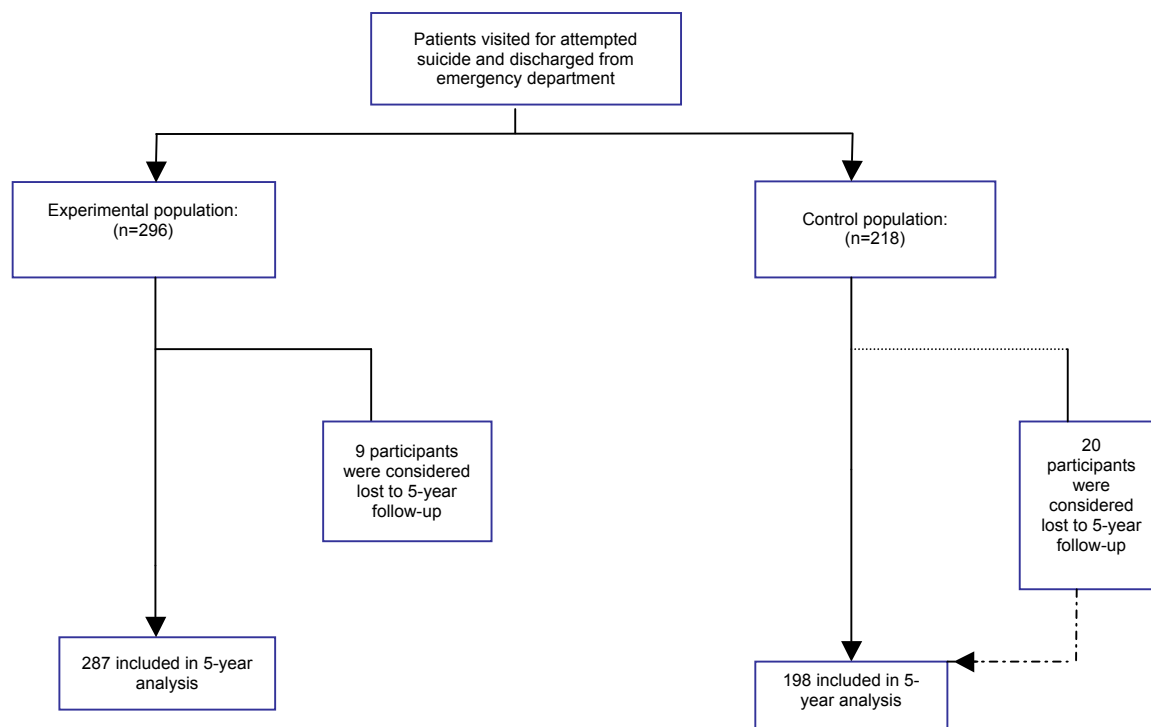 Patients visited for attempted
suicide and discharged from
emergency department
Experimental population:
(n=296)
Control population:
(n=218)
9 participants
were considered
lost to 5-year
follow-up
20
participants
were
considered
lost to 5-year
follow-up
287 included in 5-year
analysis
198 included in 5-
year analysis